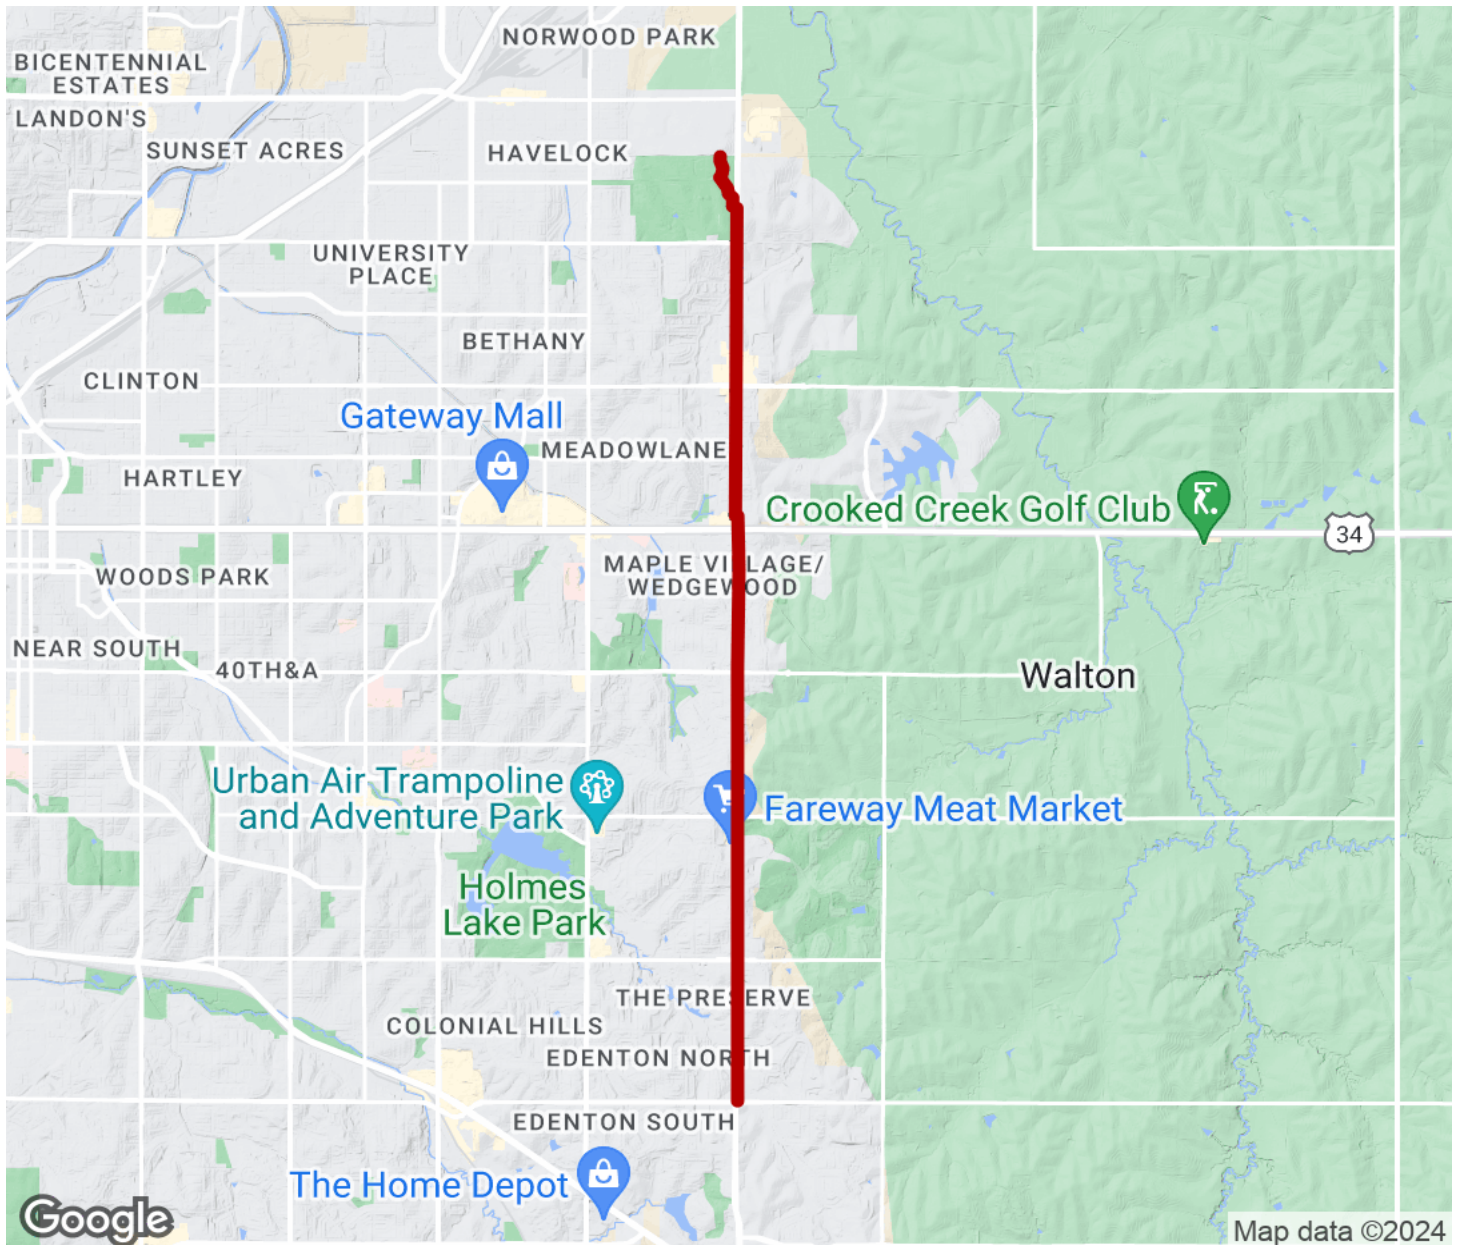 NORWOOD PARK
BICENTENNIAL
ESTATES
LANDON'S
SUNSET ACRES
HAVELOCK
UNIVERSITY
PLACE
BETHANY
CLINTON
Gateway Mall
MEADOWLANE
HARTLEY
Crooked Creek Golf Club
34
MAPLE VILLAGE/
WEDGEWOOD
WOODS PARK
NEAR SOUTH
40TH&A
Walton
Urban Air Trampoline
and Adventure Park
Fareway Meat Market
Holmes
Lake Park
THE PRESERVE
COLONIAL HILLS
EDENTON NORTH
EDENTON SOUTH
The Home Depot
Google
Map data ©2024